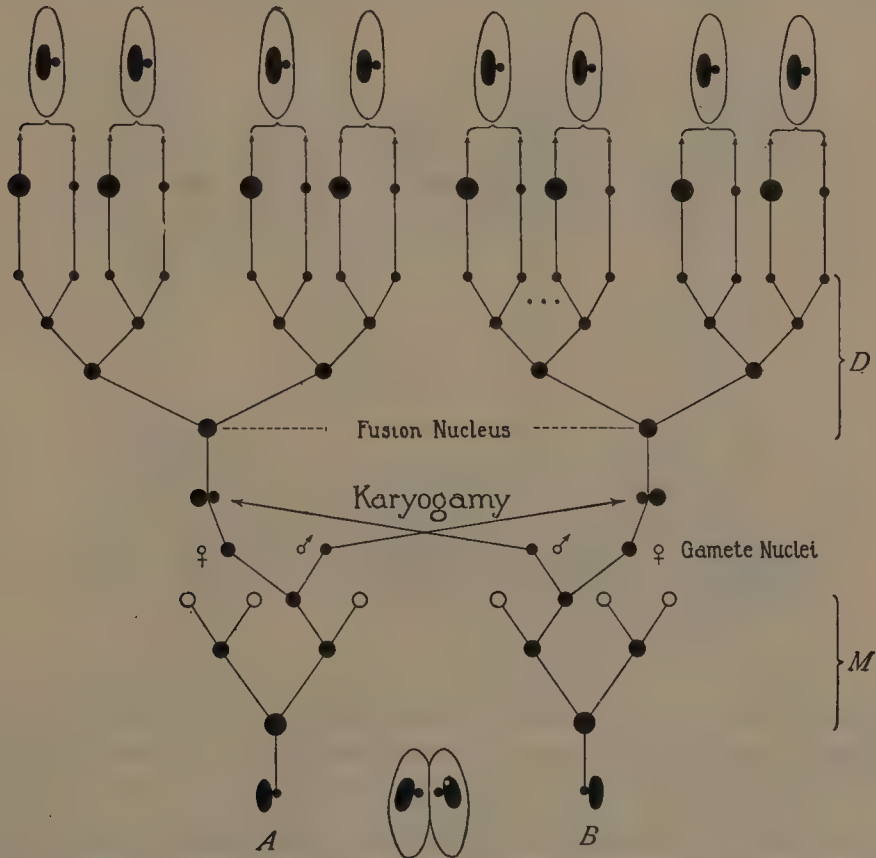 D
Fusion Nucleus
Karyogamy
♀ ♂ ♂ ♀ Gamete Nuclei
M
A B